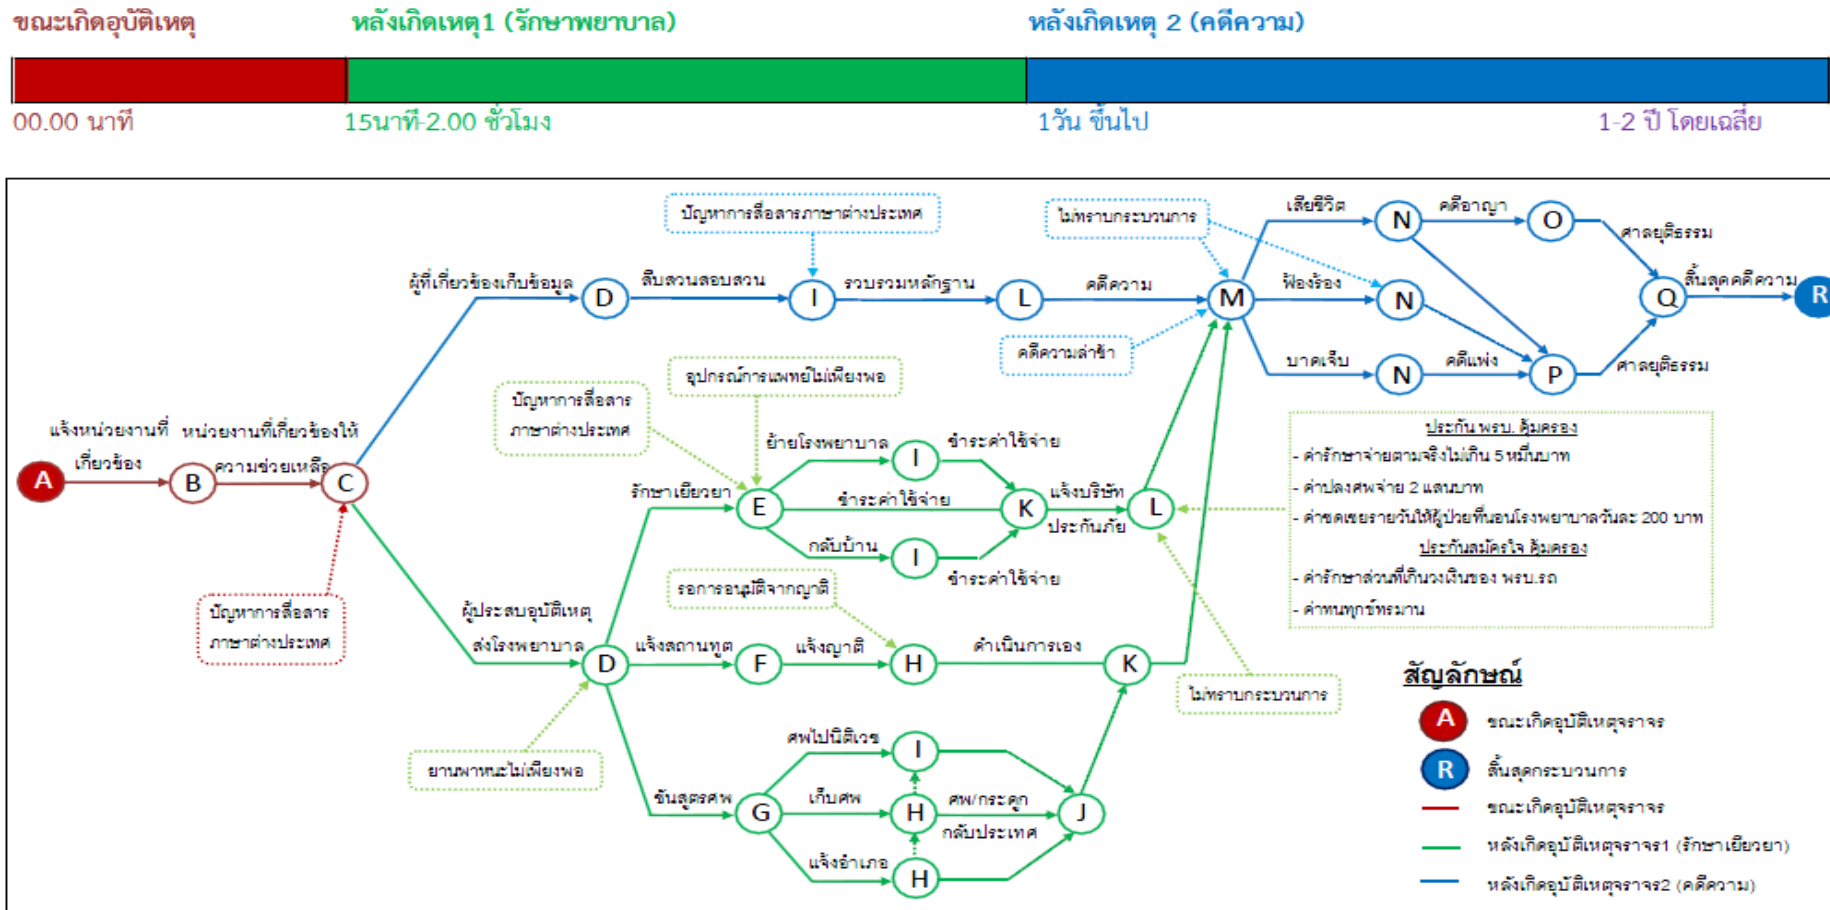 ขณะเกิดอุบัติเหตุ
หลังเกิดเหตุ1 (รักษาพยาบาล)
หลังเกิดเหตุ 2 (คดีความ)
00.00 นาที
15นาที-2.00 ชั่วโมง
1วัน ขึ้นไป
1-2 ปี โดยเฉลี่ย
ปัญหาการสื่อสารภาษาต่างประเทศ
ไม่ทราบกระบวนการ
เสียชีวิต
N
คดีอาญา
O
ศาลยุติธรรม
ผู้ที่เกี่ยวข้องเก็บข้อมูล
D
สืบสวนสอบสวน
I
รวบรวมหลักฐาน
L
คดีความ
M
ฟ้องร้อง
N
Q
สิ้นสุดคดีความ
R
คดีความล่าช้า
บาดเจ็บ
N
คดีแพ่ง
P
ศาลยุติธรรม
อุปกรณ์การแพทย์ไม่เพียงพอ
ปัญหาการสื่อสาร
ภาษาต่างประเทศ
แจ้งหน่วยงานที่
เกี่ยวข้อง
หน่วยงานที่เกี่ยวข้องให้
ความช่วยเหลือ
A
B
C
ย้ายโรงพยาบาล
I
ชำระค่าใช้จ่าย
รักษาเยียวยา
E
ชำระค่าใช้จ่าย
K
แจ้งบริษัท
ประกันภัย
L
กลับบ้าน
I
ชำระค่าใช้จ่าย
ประกัน พรบ. คุ้มครอง
- ค่ารักษาจ่ายตามจริงไม่เกิน 5 หมื่นบาท
- ค่าปลงศพจ่าย 2 แสนบาท
- ค่าชดเชยรายวันให้ผู้ป่วยที่นอนโรงพยาบาลวันละ 200 บาท
ประกันสมัครใจ คุ้มครอง
- ค่ารักษาส่วนที่เกินวงเงินของ พรบ.รถ
- ค่าทนทุกข์ทรมาน
ปัญหาการสื่อสาร
ภาษาต่างประเทศ
รอการอนุมัติจากญาติ
ผู้ประสบอุบัติเหตุ
ส่งโรงพยาบาล
D
แจ้งสถานทูต
F
แจ้งญาติ
H
ดำเนินการเอง
K
ไม่ทราบกระบวนการ
ยานพาหนะไม่เพียงพอ
ศพไปนิติเวช
I
ชันสูตรศพ
G
เก็บศพ
H
ศพ/กระดูก
กลับประเทศ
J
แจ้งอำเภอ
H
สัญลักษณ์
A
ขณะเกิดอุบัติเหตุจราจร
R
สิ้นสุดกระบวนการ
ขณะเกิดอุบัติเหตุจราจร
หลังเกิดอุบัติเหตุจราจร1 (รักษาเยียวยา)
หลังเกิดอุบัติเหตุจราจร2 (คดีความ)